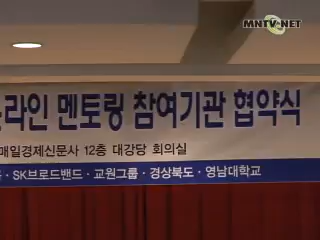 MNTV.NET
라인 멘토링 참여기관 협약식
매일경제신문사 12층 대강당 회의실
· SK브로드밴드 · 교원그룹 · 경상북도 · 영남대학교